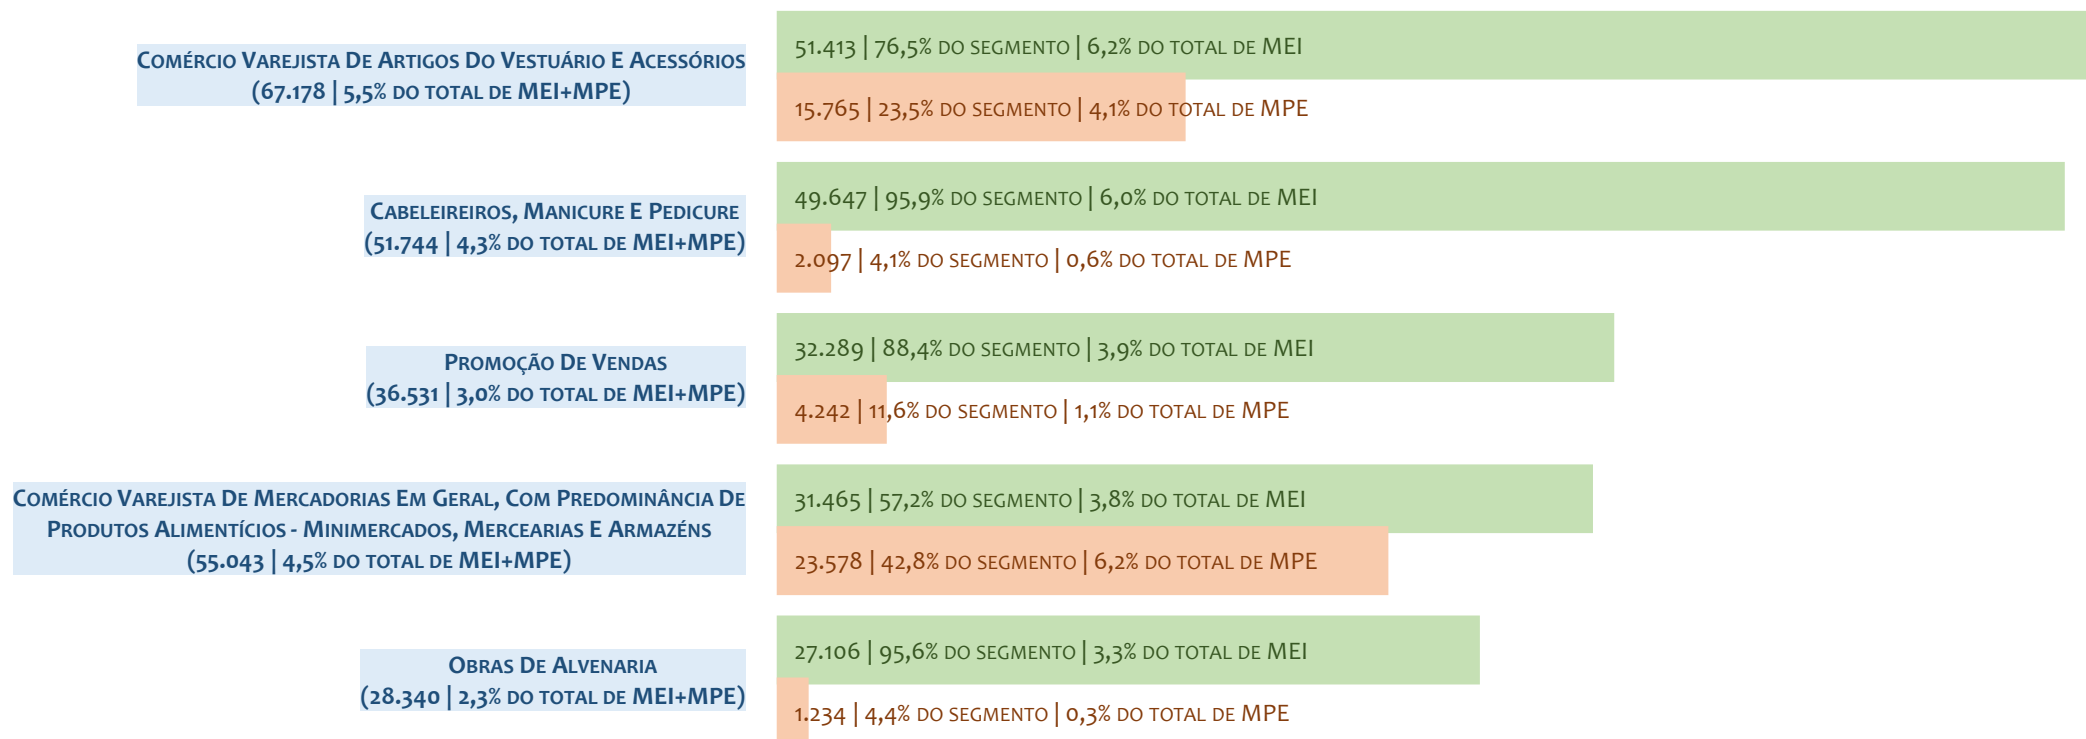 Comércio Varejista De Artigos Do Vestuário E Acessórios
(67.178 | 5,5% do total de MEI+MPE)
51.413 | 76,5% do segmento | 6,2% do total de MEI
15.765 | 23,5% do segmento | 4,1% do total de MPE
Cabeleireiros, Manicure E Pedicure
(51.744 | 4,3% do total de MEI+MPE)
49.647 | 95,9% do segmento | 6,0% do total de MEI
2.097 | 4,1% do segmento | 0,6% do total de MPE
Promoção De Vendas
(36.531 | 3,0% do total de MEI+MPE)
32.289 | 88,4% do segmento | 3,9% do total de MEI
4.242 | 11,6% do segmento | 1,1% do total de MPE
Comércio Varejista De Mercadorias Em Geral, Com Predominância De
Produtos Alimentícios - Minimercados, Mercearias E Armazéns
(55.043 | 4,5% do total de MEI+MPE)
31.465 | 57,2% do segmento | 3,8% do total de MEI
23.578 | 42,8% do segmento | 6,2% do total de MPE
Obras De Alvenaria
(28.340 | 2,3% do total de MEI+MPE)
27.106 | 95,6% do segmento | 3,3% do total de MEI
1.234 | 4,4% do segmento | 0,3% do total de MPE